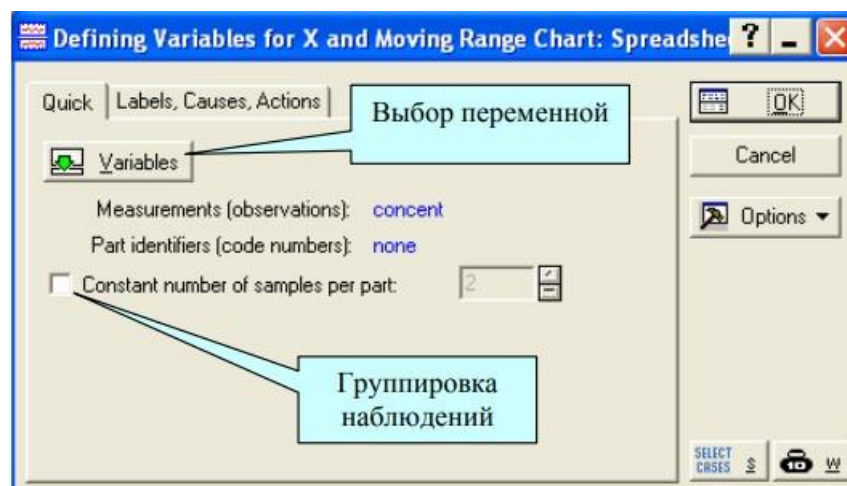 Defining Variables for X and Moving Range Chart: Spreadshe
Quick
Labels, Causes, Actions
Выбор переменной
OK
Variables
Cancel
Measurements (observations): concent
Options
Part identifiers (code numbers): none
Constant number of samples per part: 2
Группировка
наблюдений
SELECT
CASES S
W